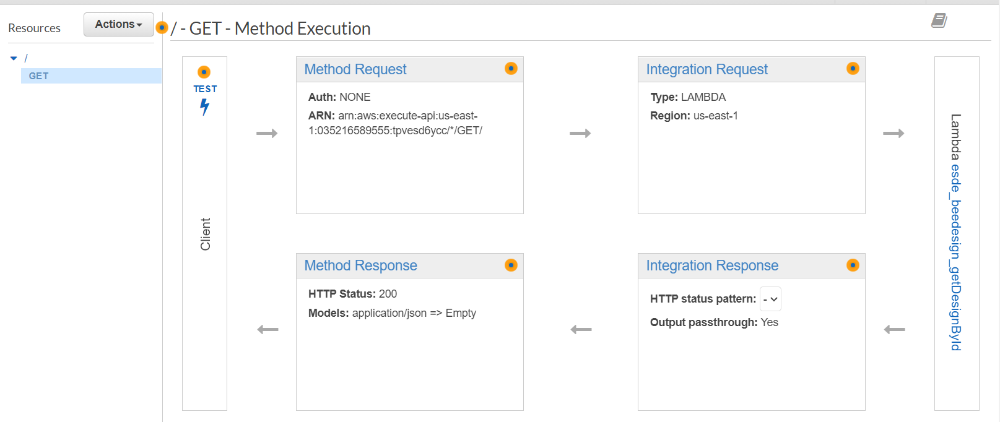 Resources
Actions
/ - GET - Method Execution
/
GET
TEST
Client
Method Request
Auth: NONE
ARN: arn:aws:execute-api:us-east-
1:035216589555:tpvesd6ycc/*/GET/
Integration Request
Type: LAMBDA
Region: us-east-1
Lambda esde_beedesign_getDesignById
Method Response
HTTP Status: 200
Models: application/json => Empty
Integration Response
HTTP status pattern: -
Output passthrough: Yes